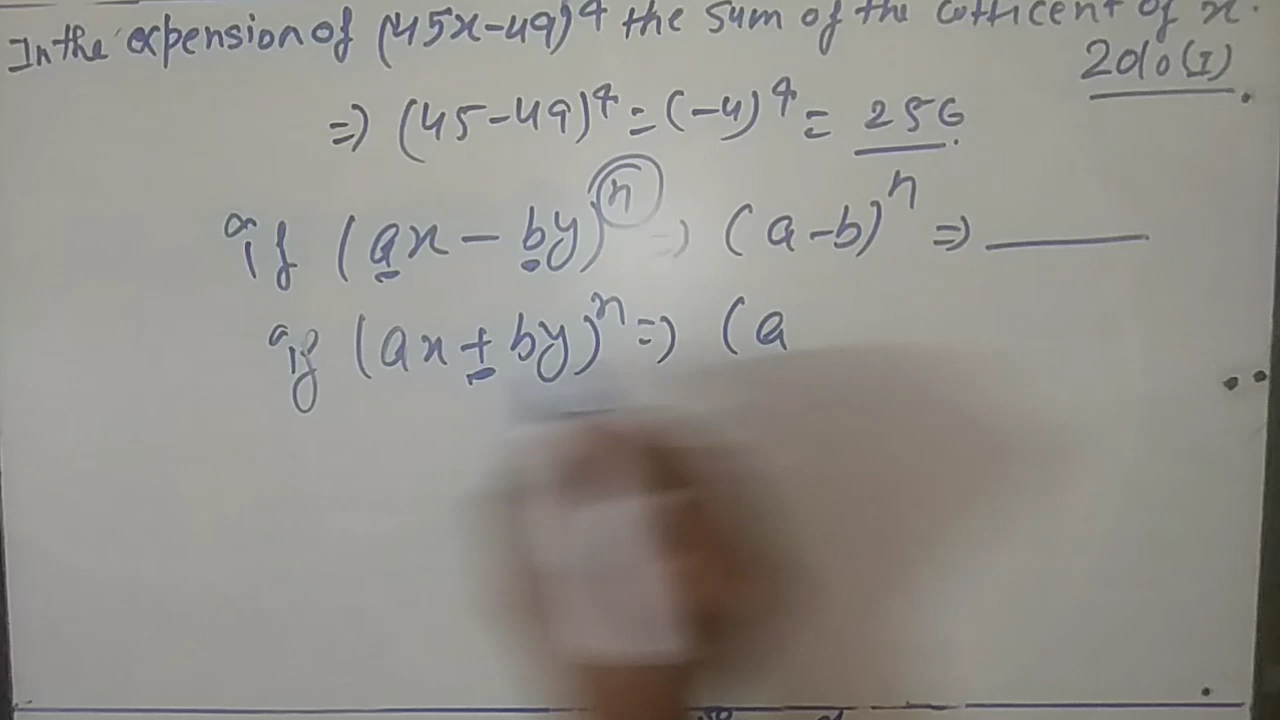 In the expension of (45x-49)⁴ the sum of the cofficent of x.
2010(I)
=) (45-49)⁴ = (-4)⁴ = 256
if (ax - by)ⁿ =) (a-b)ⁿ =)
if (ax + by)ⁿ =) (a